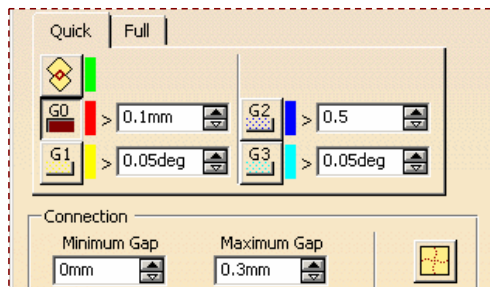 Quick Full
G0 > 0.1mm G2 > 0.5
G1 > 0.05deg G3 > 0.05deg
Connection
Minimum Gap Maximum Gap
0mm 0.3mm